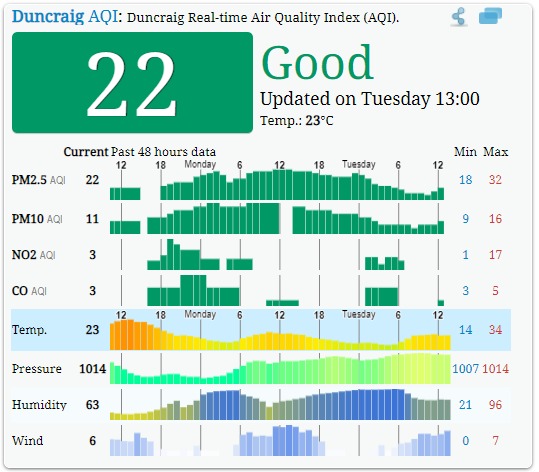 Duncraig AQI: Duncraig Real-time Air Quality Index (AQI).
22
Good
Updated on Tuesday 13:00
Temp.: 23°C
Current Past 48 hours data Min Max
12 18 Monday 6 12 18 Tuesday 6 12
PM2.5 AQI 22 18 32
PM10 AQI 11 9 16
NO2 AQI 3 1 17
CO AQI 3 3 5
12 18 Monday 6 12 18 Tuesday 6 12
Temp. 23 14 34
Pressure 1014 1007 1014
Humidity 63 21 96
Wind 6 0 7